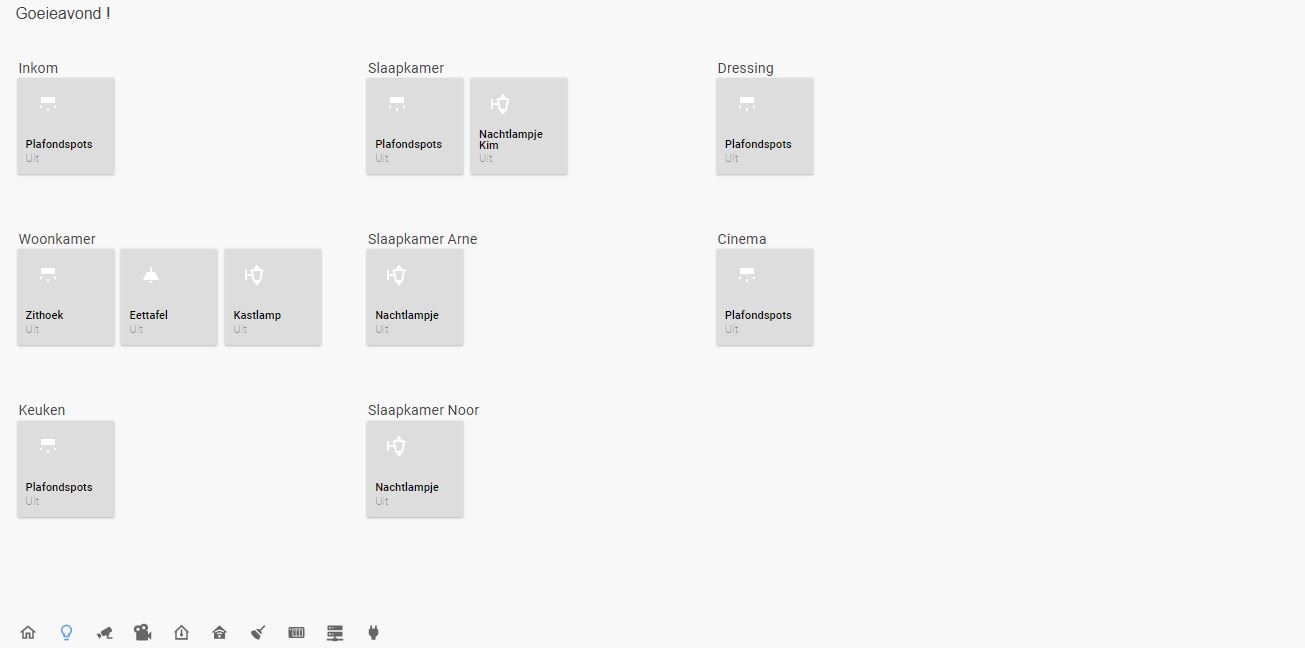 Goeieavond !
Inkom
Plafondspots
Uit
Slaapkamer
Plafondspots
Uit
Nachtlampje
Kim
Uit
Dressing
Plafondspots
Uit
Woonkamer
Zithoek
Uit
Eettafel
Uit
Kastlamp
Uit
Slaapkamer Arne
Nachtlampje
Uit
Cinema
Plafondspots
Uit
Keuken
Plafondspots
Uit
Slaapkamer Noor
Nachtlampje
Uit